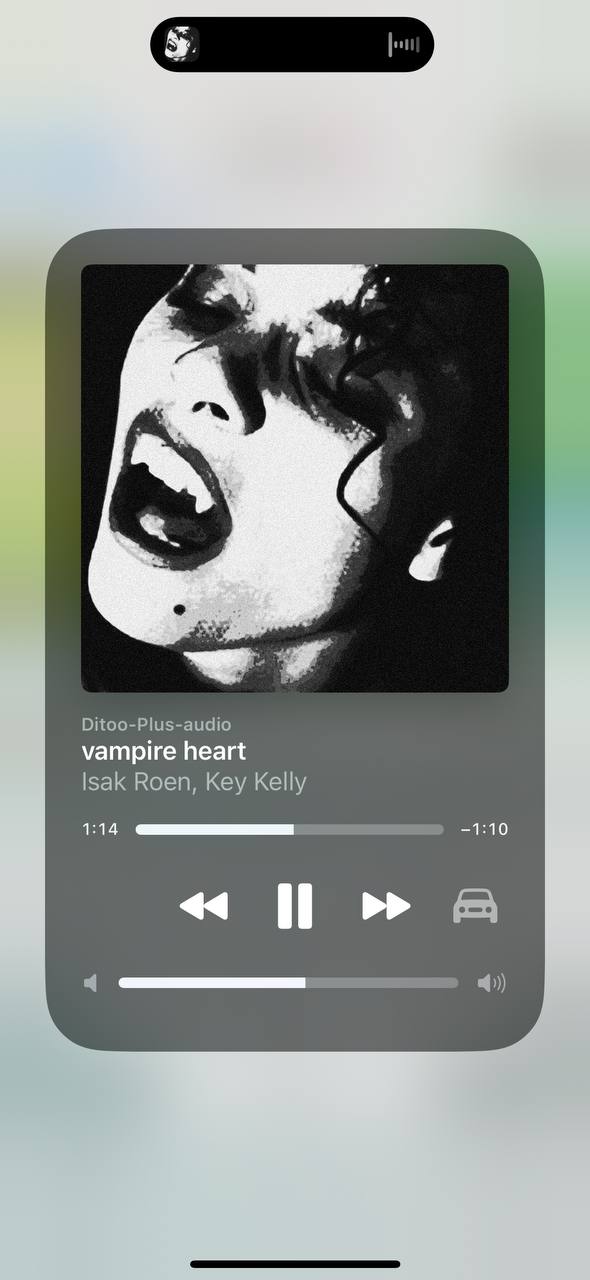 Ditoo-Plus-audio
vampire heart
Isak Roen, Key Kelly
1:14
–1:10